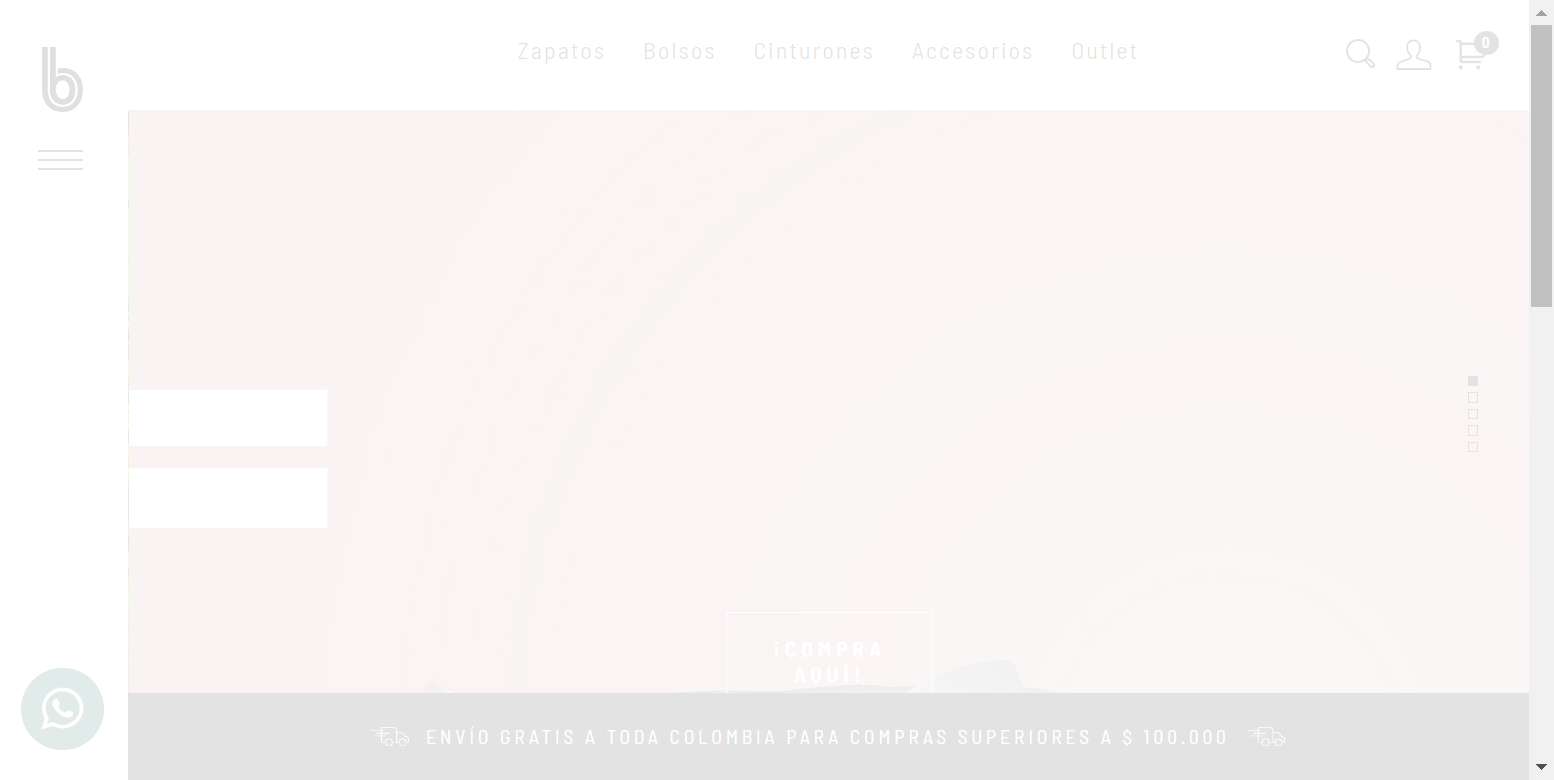 b
Zapatos Bolsos Cinturones Accesorios Outlet
0
¡COMPRA
AQUÍ!
ENVÍO GRATIS A TODA COLOMBIA PARA COMPRAS SUPERIORES A $ 100.000